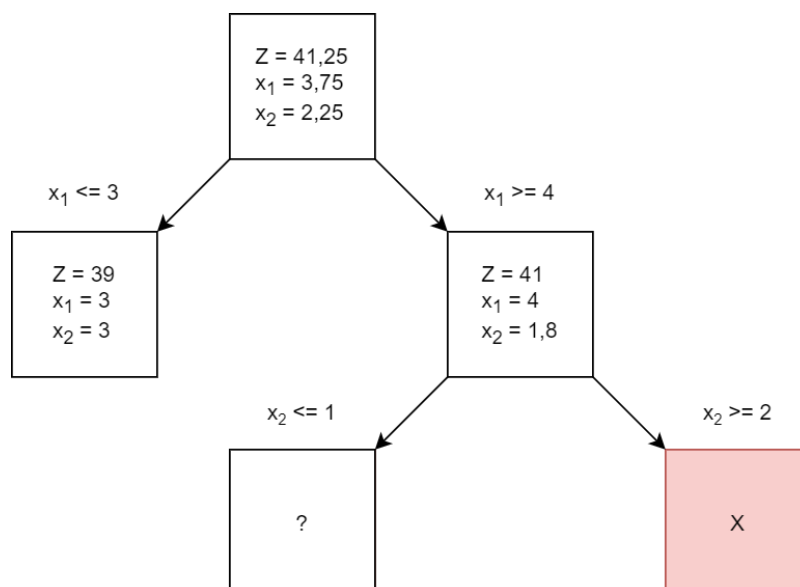 Z = 41,25
x1 = 3,75
x2 = 2,25
x1 <= 3
x1 >= 4
Z = 39
x1 = 3
x2 = 3
Z = 41
x1 = 4
x2 = 1,8
x2 <= 1
x2 >= 2
?
X